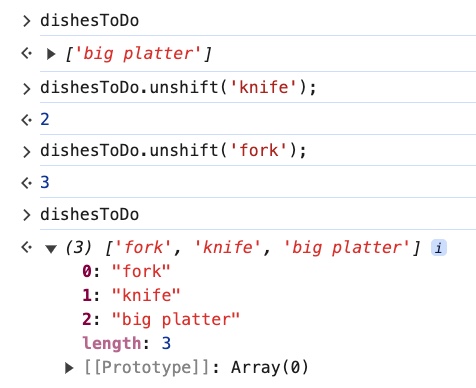 > dishesToDo
<· ▶ ['big platter']
> dishesToDo.unshift('knife');
<· 2
> dishesToDo.unshift('fork');
<· 3
> dishesToDo
<· ▼ (3) ['fork', 'knife', 'big platter'] i
0: "fork"
1: "knife"
2: "big platter"
length: 3
▶ [[Prototype]]: Array(0)